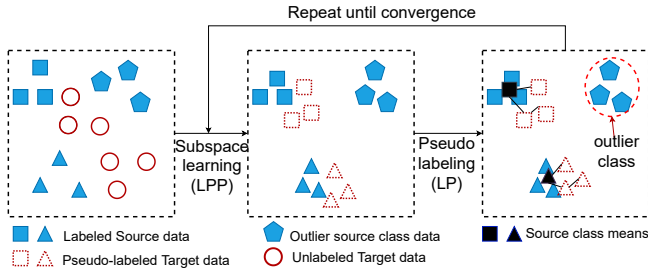 Repeat until convergence
Subspace
learning
(LPP)
Pseudo
labeling
(LP)
outlier
class
Labeled Source data
Outlier source class data
Source class means
Pseudo-labeled Target data
Unlabeled Target data